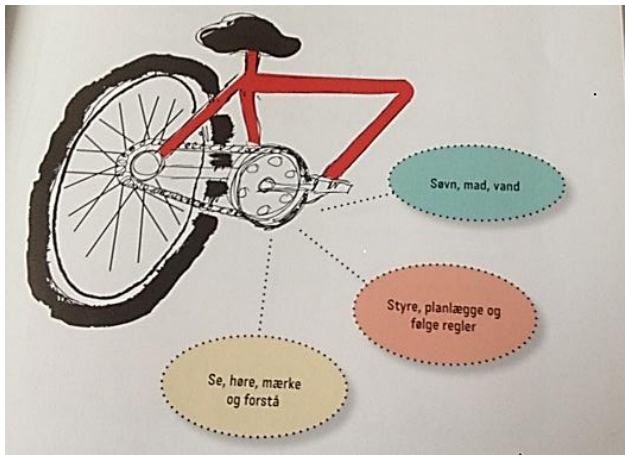 Søvn, mad, vand
Styre, planlægge og
følge regler
Se, høre, mærke
og forstå